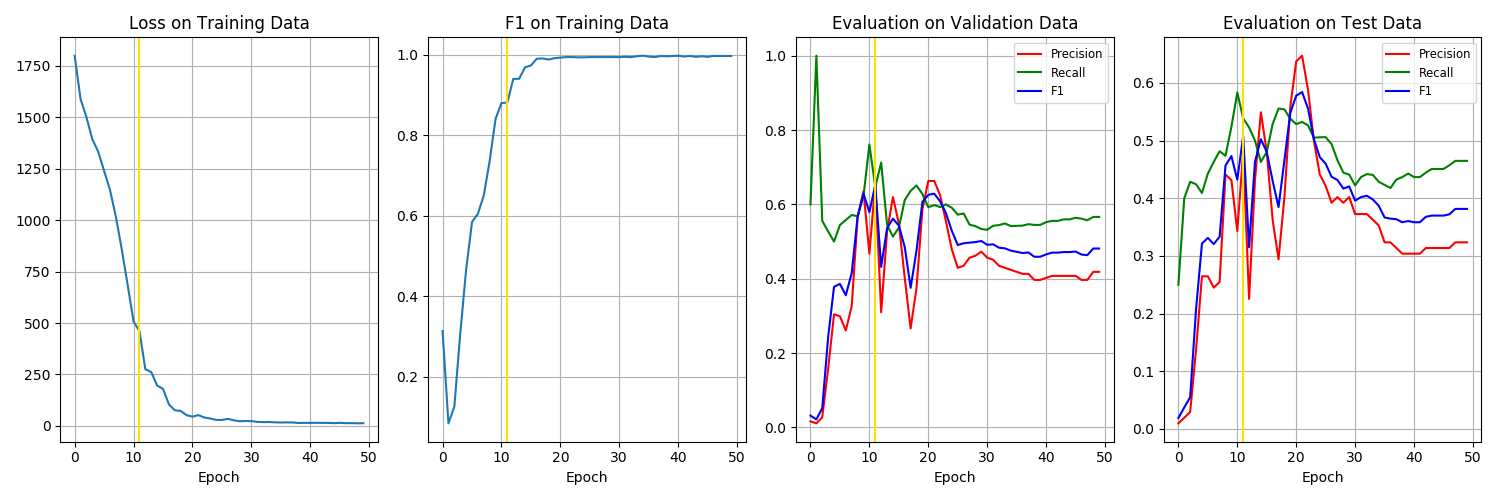 Loss on Training Data
1750
1500
1250
1000
750
500
250
0
0 10 20 30 40 50
Epoch
F1 on Training Data
1.0
0.8
0.6
0.4
0.2
0 10 20 30 40 50
Epoch
Evaluation on Validation Data
Precision
Recall
F1
1.0
0.8
0.6
0.4
0.2
0.0
0 10 20 30 40 50
Epoch
Evaluation on Test Data
Precision
Recall
F1
0.6
0.5
0.4
0.3
0.2
0.1
0.0
0 10 20 30 40 50
Epoch